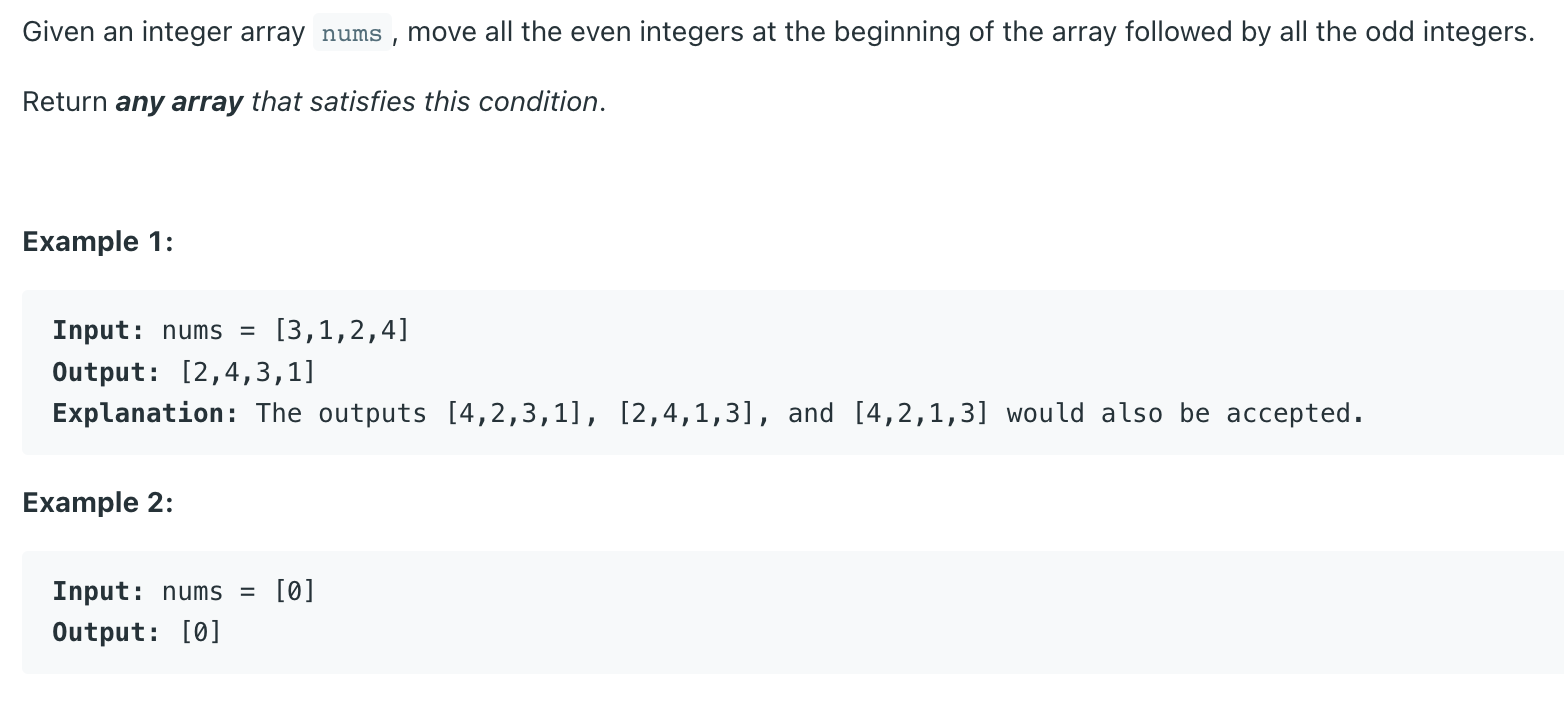 Given an integer array nums , move all the even integers at the beginning of the array followed by all the odd integers.
Return any array that satisfies this condition.
Example 1:
Input: nums = [3,1,2,4]
Output: [2,4,3,1]
Explanation: The outputs [4,2,3,1], [2,4,1,3], and [4,2,1,3] would also be accepted.
Example 2:
Input: nums = [0]
Output: [0]